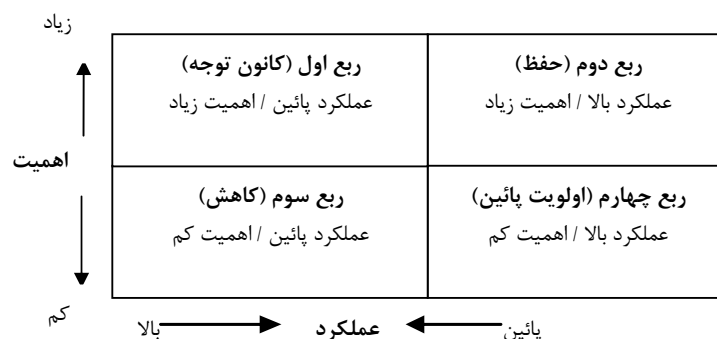 زیاد
ربع اول (کانون توجه)
عملکرد پائین / اهمیت زیاد
ربع دوم (حفظ)
عملکرد بالا / اهمیت زیاد
اهمیت
ربع سوم (کاهش)
عملکرد پائین / اهمیت کم
ربع چهارم (اولویت پائین)
عملکرد بالا / اهمیت کم
کم
بالا
عملکرد
پائین